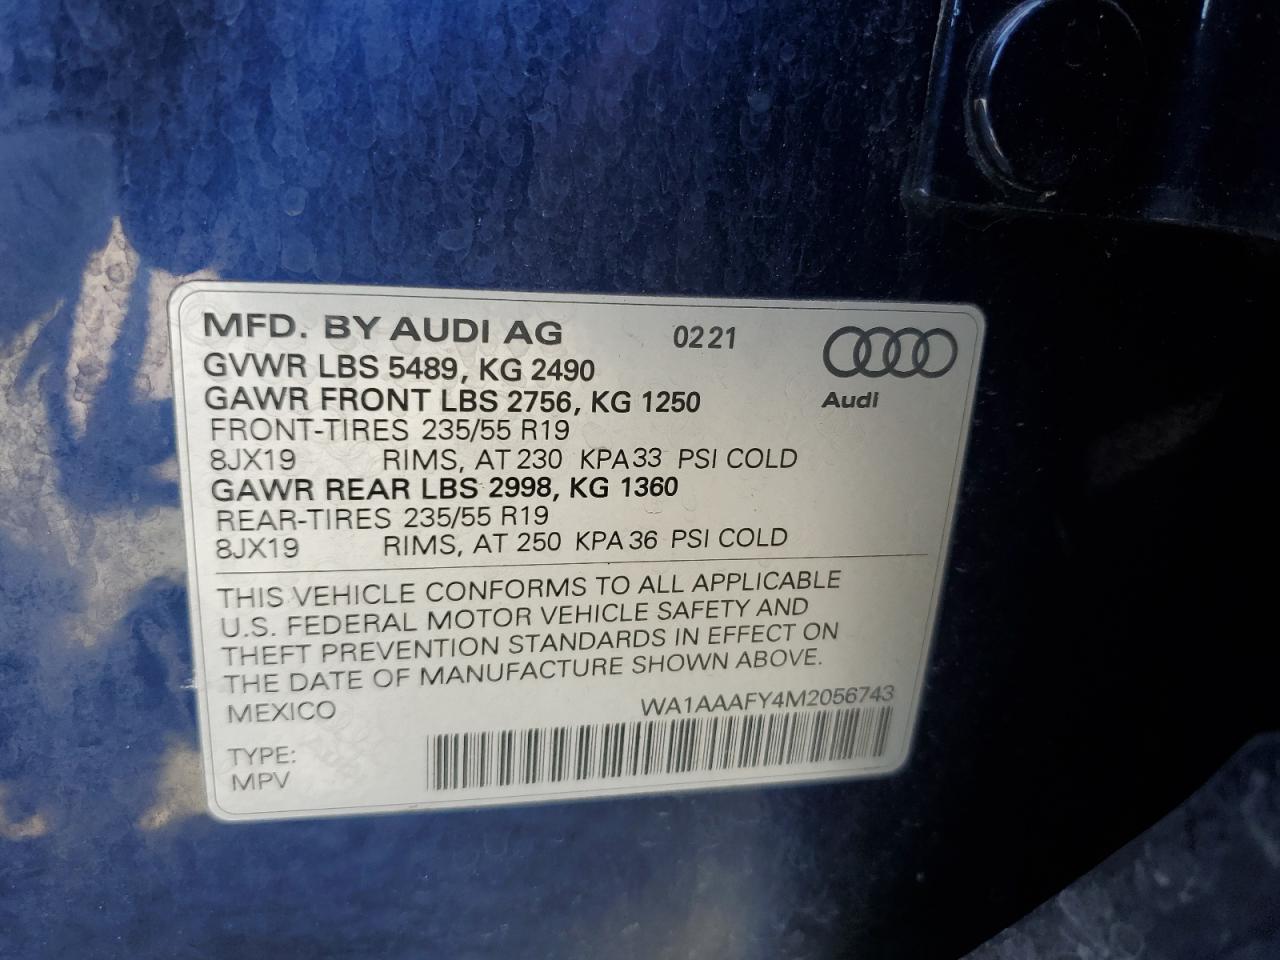 MFD. BY AUDI AG 0221
GVWR LBS 5489, KG 2490
GAWR FRONT LBS 2756, KG 1250
Audi
FRONT-TIRES 235/55 R19
8JX19 RIMS, AT 230 KPA 33 PSI COLD
GAWR REAR LBS 2998, KG 1360
REAR-TIRES 235/55 R19
8JX19 RIMS, AT 250 KPA 36 PSI COLD
THIS VEHICLE CONFORMS TO ALL APPLICABLE
U.S. FEDERAL MOTOR VEHICLE SAFETY AND
THEFT PREVENTION STANDARDS IN EFFECT ON
THE DATE OF MANUFACTURE SHOWN ABOVE.
MEXICO WA1AAAFY4M2056743
TYPE:
MPV